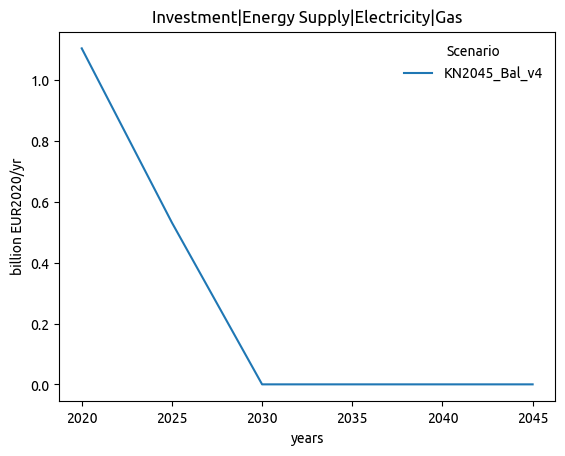 Investment|Energy Supply|Electricity|Gas
Scenario
KN2045_Bal_v4
billion EUR2020/yr
1.0
0.8
0.6
0.4
0.2
0.0
2020 2025 2030 2035 2040 2045
years